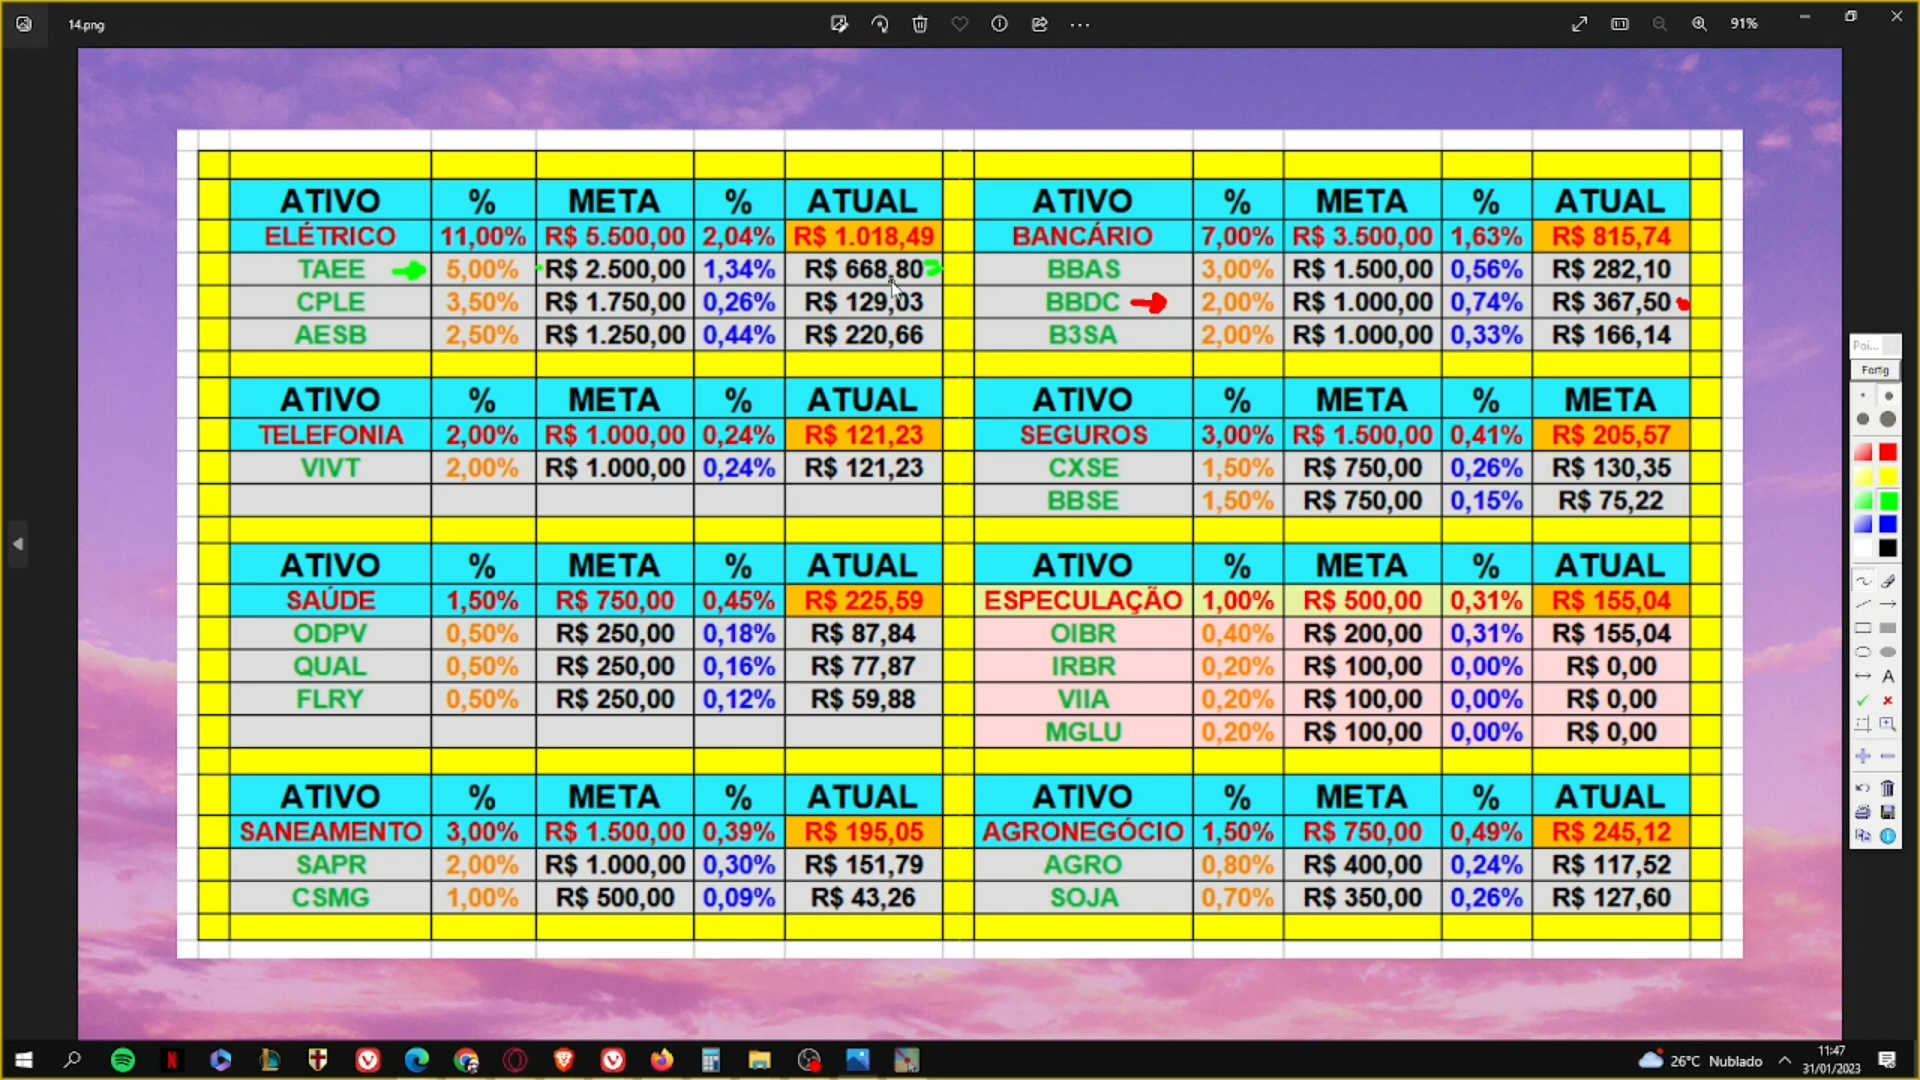 14.png
91%
ATIVO % META % ATUAL
ELÉTRICO 11,00% R$ 5.500,00 2,04% R$ 1.018,49
TAEE 5,00% R$ 2.500,00 1,34% R$ 668,80
CPLE 3,50% R$ 1.750,00 0,26% R$ 129,03
AESB 2,50% R$ 1.250,00 0,44% R$ 220,66
ATIVO % META % ATUAL
BANCÁRIO 7,00% R$ 3.500,00 1,63% R$ 815,74
BBAS 3,00% R$ 1.500,00 0,56% R$ 282,10
BBDC 2,00% R$ 1.000,00 0,74% R$ 367,50
B3SA 2,00% R$ 1.000,00 0,33% R$ 166,14
ATIVO % META % ATUAL
TELEFONIA 2,00% R$ 1.000,00 0,24% R$ 121,23
VIVT 2,00% R$ 1.000,00 0,24% R$ 121,23
ATIVO % META % META
SEGUROS 3,00% R$ 1.500,00 0,41% R$ 205,57
CXSE 1,50% R$ 750,00 0,26% R$ 130,35
BBSE 1,50% R$ 750,00 0,15% R$ 75,22
ATIVO % META % ATUAL
SAÚDE 1,50% R$ 750,00 0,45% R$ 225,59
ODPV 0,50% R$ 250,00 0,18% R$ 87,84
QUAL 0,50% R$ 250,00 0,16% R$ 77,87
FLRY 0,50% R$ 250,00 0,12% R$ 59,88
ATIVO % META % ATUAL
ESPECULAÇÃO 1,00% R$ 500,00 0,31% R$ 155,04
OIBR 0,40% R$ 200,00 0,31% R$ 155,04
IRBR 0,20% R$ 100,00 0,00% R$ 0,00
VIIA 0,20% R$ 100,00 0,00% R$ 0,00
MGLU 0,20% R$ 100,00 0,00% R$ 0,00
ATIVO % META % ATUAL
SANEAMENTO 3,00% R$ 1.500,00 0,39% R$ 195,05
SAPR 2,00% R$ 1.000,00 0,30% R$ 151,79
CSMG 1,00% R$ 500,00 0,09% R$ 43,26
ATIVO % META % ATUAL
AGRONEGÓCIO 1,50% R$ 750,00 0,49% R$ 245,12
AGRO 0,80% R$ 400,00 0,24% R$ 117,52
SOJA 0,70% R$ 350,00 0,26% R$ 127,60
Poi...
Fertig
A
26°C Nublado
11:47
31/01/2023